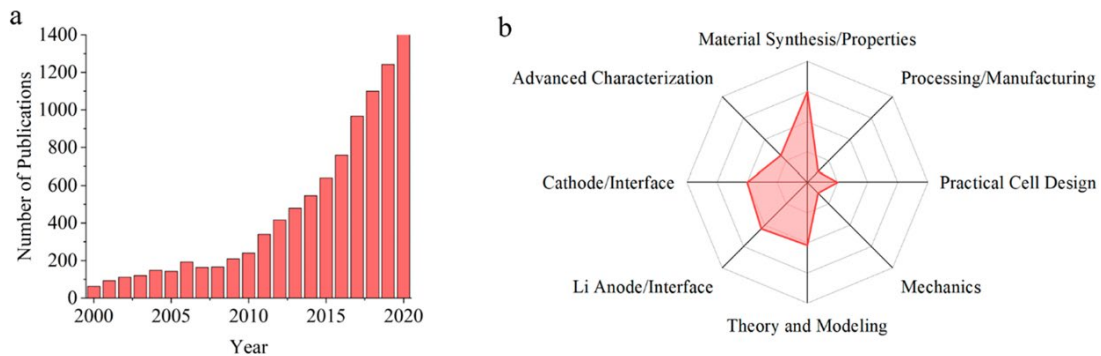 a
Number of Publications
1400
1200
1000
800
600
400
200
0
2000
2005
2010
2015
2020
Year
b
Material Synthesis/Properties
Advanced Characterization
Processing/Manufacturing
Cathode/Interface
Practical Cell Design
Li Anode/Interface
Mechanics
Theory and Modeling